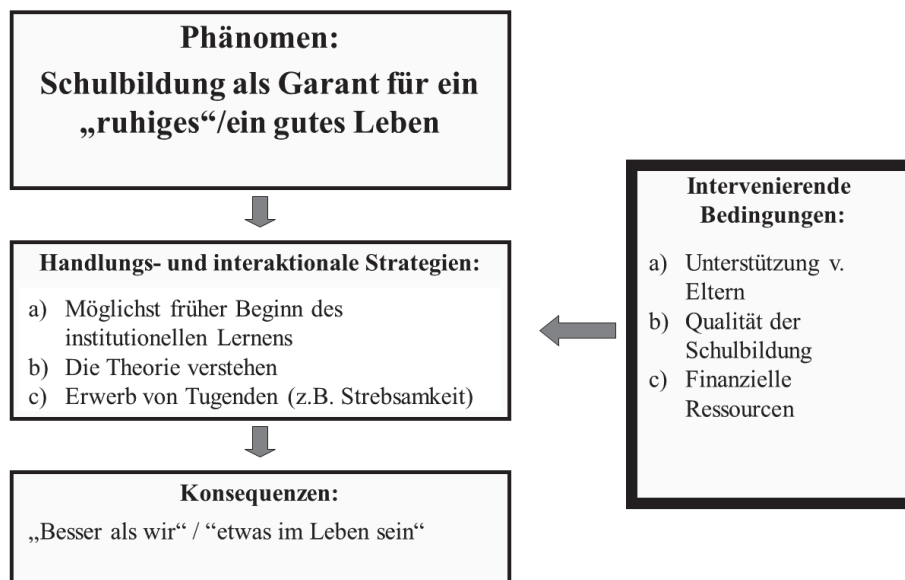 Phänomen:
Schulbildung als Garant für ein
„ruhiges“/ein gutes Leben
Handlungs- und interaktionale Strategien:
a) Möglichst früher Beginn des
institutionellen Lernens
b) Die Theorie verstehen
c) Erwerb von Tugenden (z.B. Strebsamkeit)
Konsequenzen:
„Besser als wir“ / “etwas im Leben sein“
Intervenierende
Bedingungen:
a) Unterstützung v.
Eltern
b) Qualität der
Schulbildung
c) Finanzielle
Ressourcen